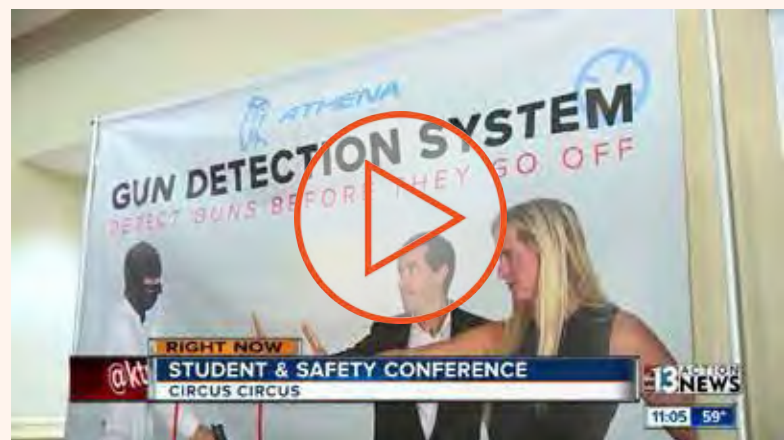 ATHENA
GUN DETECTION SYSTEM
DETECT GUNS BEFORE THEY GO OFF
RIGHT NOW
@kt
STUDENT & SAFETY CONFERENCE
CIRCUS CIRCUS
13 ACTION NEWS
11:05 59°